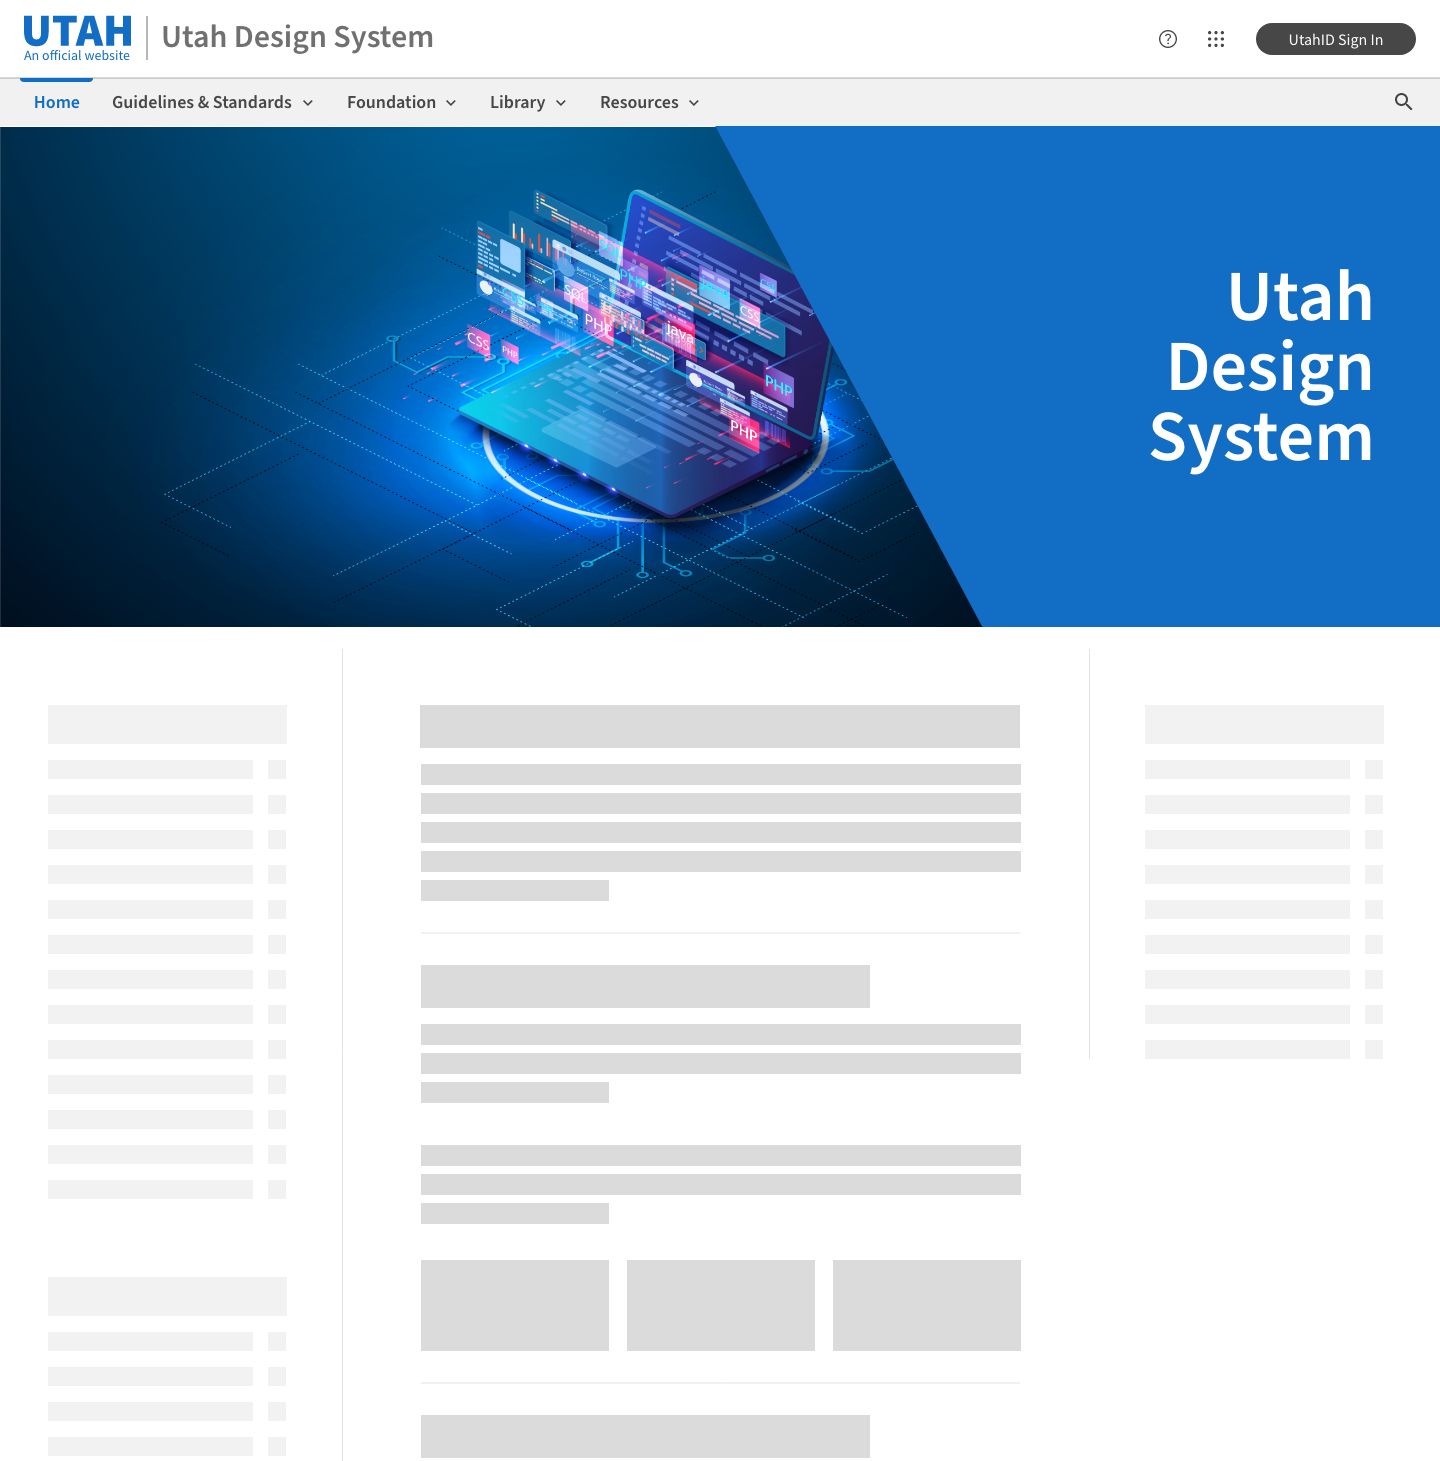 UTAH
An official website
Utah Design System
UtahID Sign In
Home
Guidelines & Standards
Foundation
Library
Resources
Utah
Design
System
SQL
PHP
PHP
Java
Java
CSS
CSS
PHP
PHP
PHP